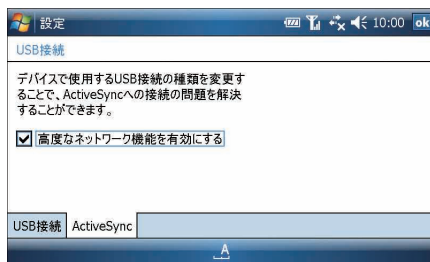 設定 10:00 ok
USB接続
デバイスで使用するUSB接続の種類を変更す
ることで、ActiveSyncへの接続の問題を解決
することができます。
高度なネットワーク機能を有効にする
USB接続 ActiveSync
A